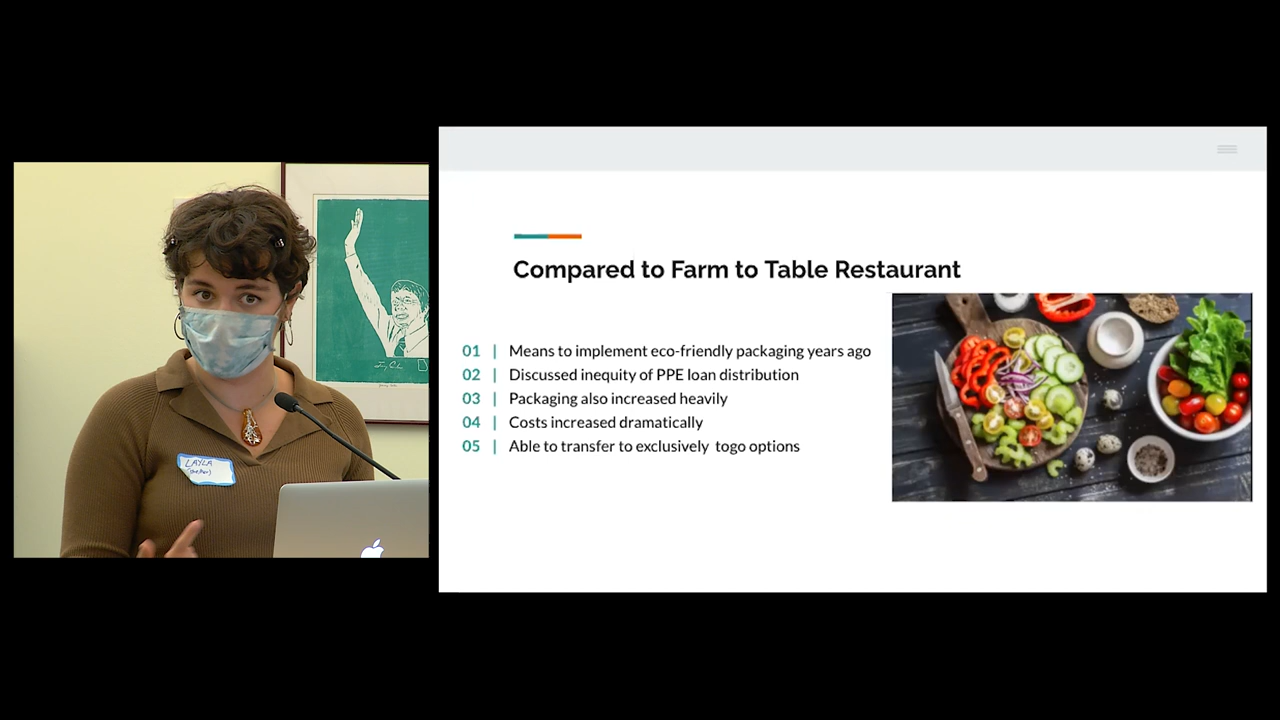 LAYLA
Compared to Farm to Table Restaurant
01 | Means to implement eco-friendly packaging years ago
02 | Discussed inequity of PPE loan distribution
03 | Packaging also increased heavily
04 | Costs increased dramatically
05 | Able to transfer to exclusively togo options